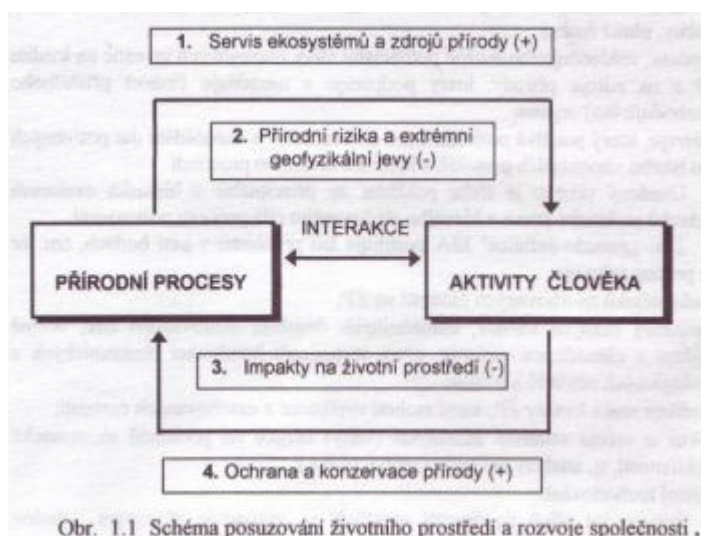 1. Servis ekosystémů a zdrojů přírody (+)
2. Přírodní rizika a extrémní
geofyzikální jevy (-)
INTERAKCE
PŘÍRODNÍ PROCESY
AKTIVITY ČLOVĚKA
3. Impakty na životní prostředí (-)
4. Ochrana a konzervace přírody (+)
Obr. 1.1 Schéma posuzování životního prostředí a rozvoje společnosti .